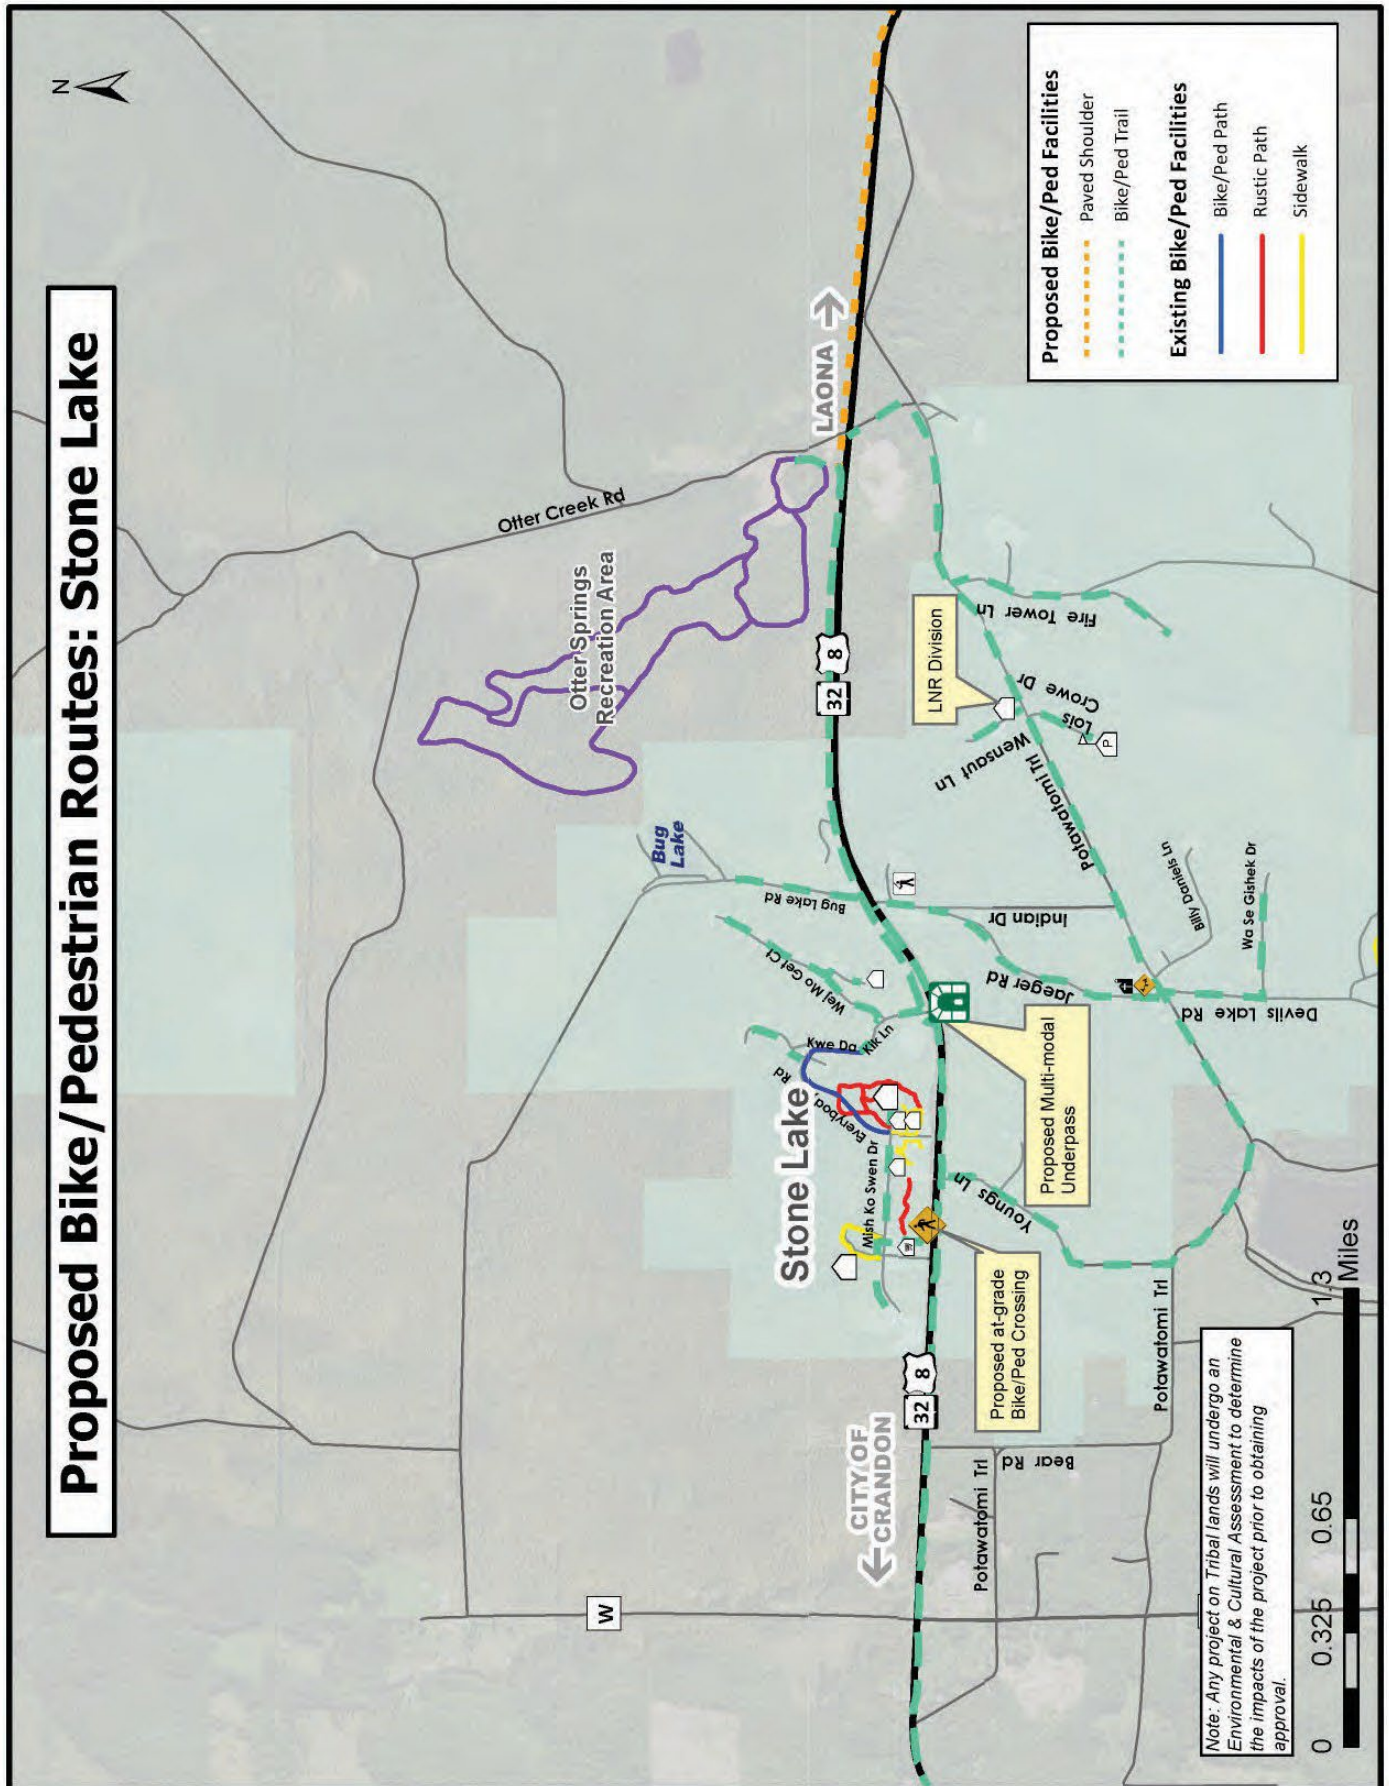 Proposed Bike/Pedestrian Routes: Stone Lake
N
Otter Creek Rd
Otter Springs
Recreation Area
Bug
Lake
LAONA
32
8
Bug Lake Rd
Wej Mo Get Ct
Kwe Da
Kik Ln
Rd
Stone Lake
Mish Ko Swen Dr
CITY OF
CRANDON
32
8
W
LNR Division
Fire Tower Ln
Lois
Crowe Dr
P
Wensaut Ln
Potawatomi Trl
Indian Dr
Jaeger Rd
Billy Daniels Ln
Wa Se Gishek Dr
Devils Lake Rd
Proposed Multi-modal
Underpass
Youngs Ln
Proposed at-grade
Bike/Ped Crossing
Potawatomi Trl
Bear Rd
Potawatomi Trl
Proposed Bike/Ped Facilities
Paved Shoulder
Bike/Ped Trail
Existing Bike/Ped Facilities
Bike/Ped Path
Rustic Path
Sidewalk
Note: Any project on Tribal lands will undergo an
Environmental & Cultural Assessment to determine
the impacts of the project prior to obtaining
approval.
0 0.325 0.65 1.3
Miles